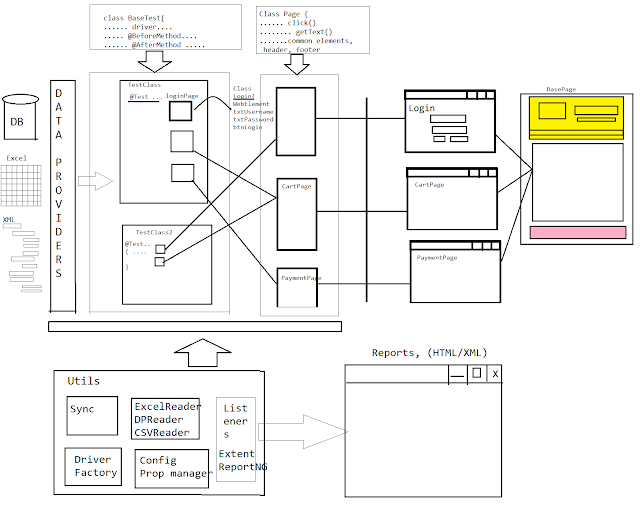 class BaseTest{
...... driver....
..... @BeforeMethod....
...... @AfterMethod .....
Class Page {
...... click()
........ getText()
.......common elements,
header, footer
DB
Excel
XML
DATA PROVIDERS
TestClass
@Test ... loginPage
TestClass2
@Test..
{ ....
}
Class
Login{
WebElement
txtUsername
txtPassword
btnLogin
CartPage
PaymentPage
Login
CartPage
PaymentPage
BasePage
Utils
Sync
ExcelReader
DPReader
CSVReader
Driver
Factory
Config
Prop manager
List
ener
s
Extent
ReportNG
Reports, (HTML/XML)
X